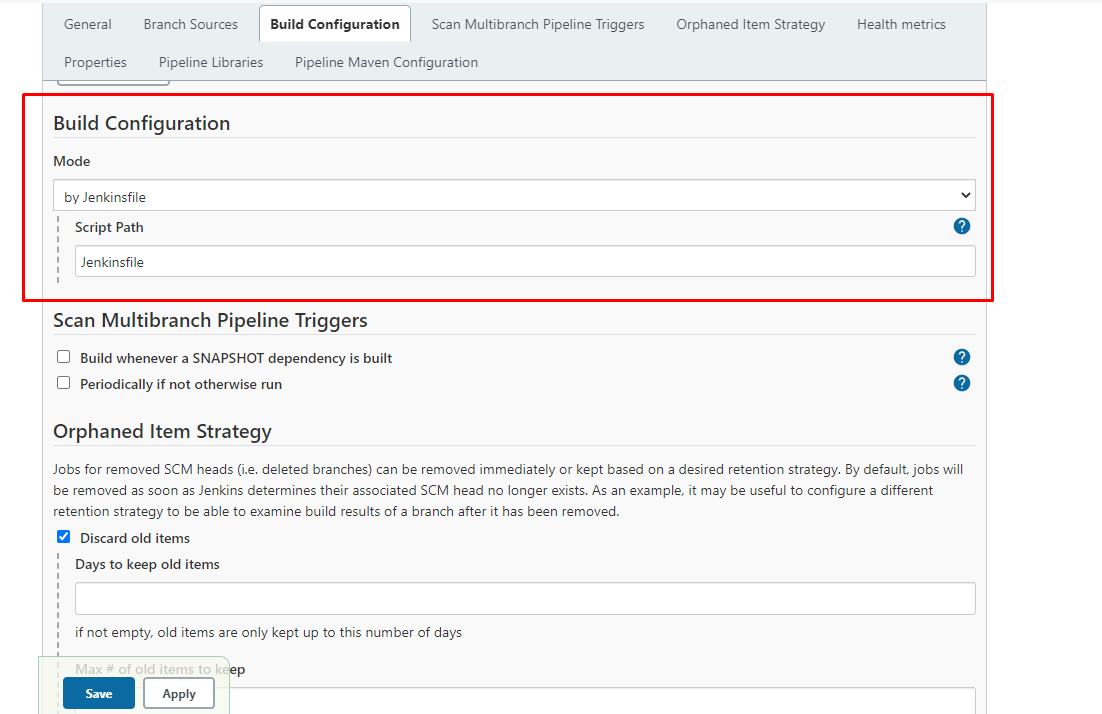 General Branch Sources Build Configuration Scan Multibranch Pipeline Triggers Orphaned Item Strategy Health metrics
Properties Pipeline Libraries Pipeline Maven Configuration
Build Configuration
Mode
by Jenkinsfile
Script Path ?
Jenkinsfile
Scan Multibranch Pipeline Triggers
Build whenever a SNAPSHOT dependency is built ?
Periodically if not otherwise run ?
Orphaned Item Strategy
Jobs for removed SCM heads (i.e. deleted branches) can be removed immediately or kept based on a desired retention strategy. By default, jobs will
be removed as soon as Jenkins determines their associated SCM head no longer exists. As an example, it may be useful to configure a different
retention strategy to be able to examine build results of a branch after it has been removed.
Discard old items
Days to keep old items
if not empty, old items are only kept up to this number of days
Max # of old items to keep
Save Apply